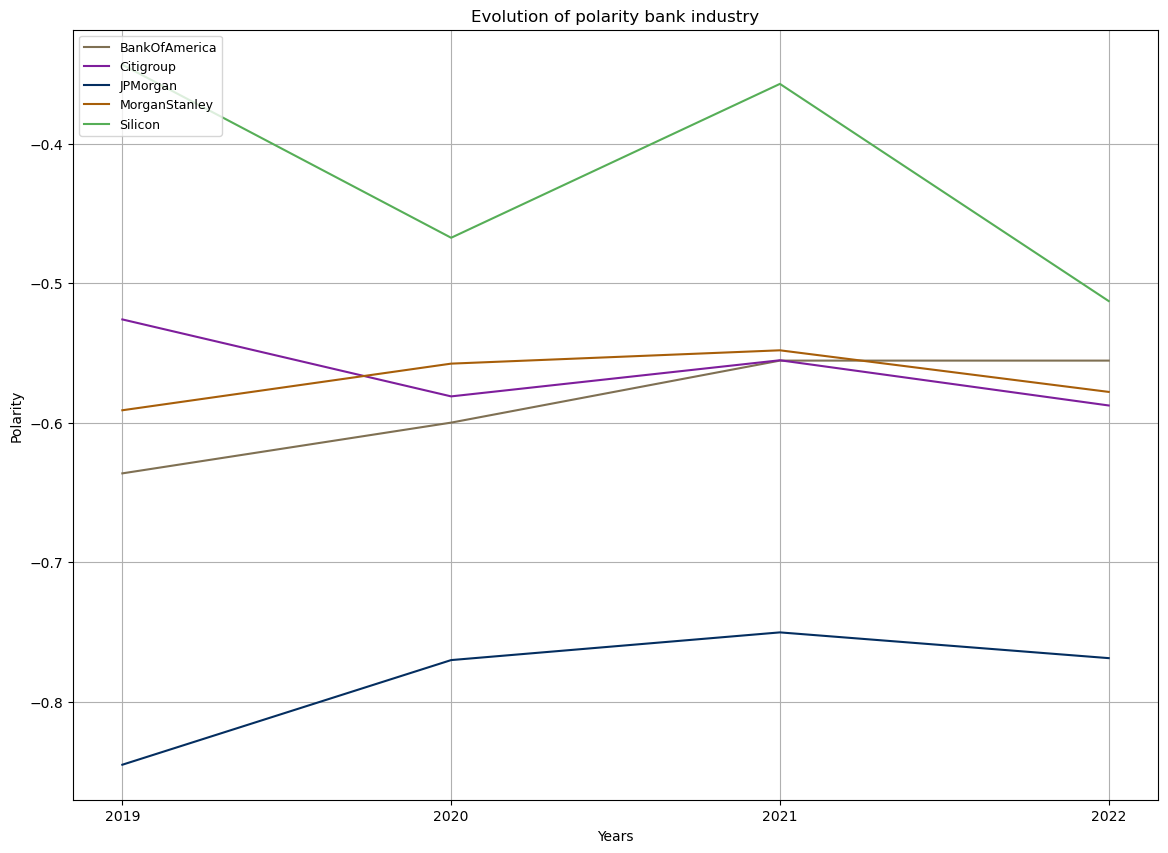 Evolution of polarity bank industry
BankOfAmerica
Citigroup
JPMorgan
MorganStanley
Silicon
−0.4
−0.5
−0.6
−0.7
−0.8
Polarity
2019
2020
2021
2022
Years